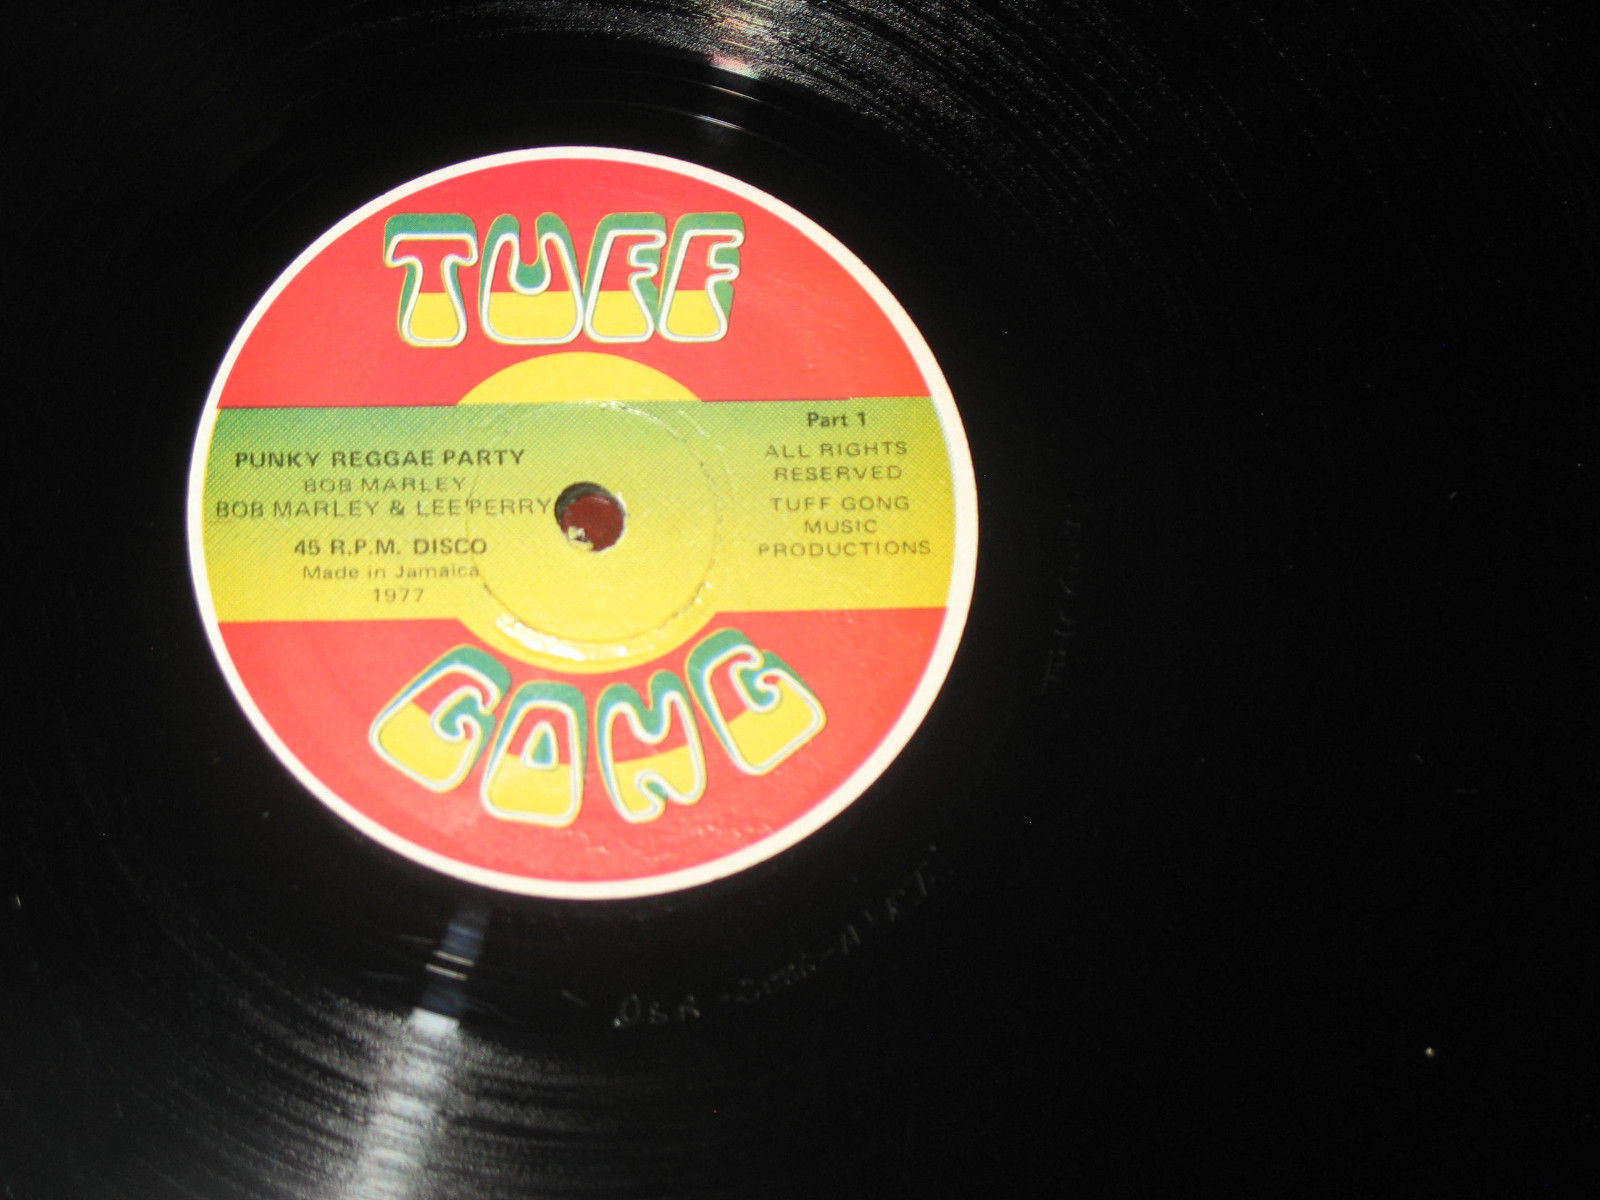 TUFF
PUNKY REGGAE PARTY
BOB MARLEY
BOB MARLEY & LEE PERRY
45 R.P.M. DISCO
Made in Jamaica
1977
Part 1
ALL RIGHTS
RESERVED
TUFF GONG
MUSIC
PRODUCTIONS
GONG